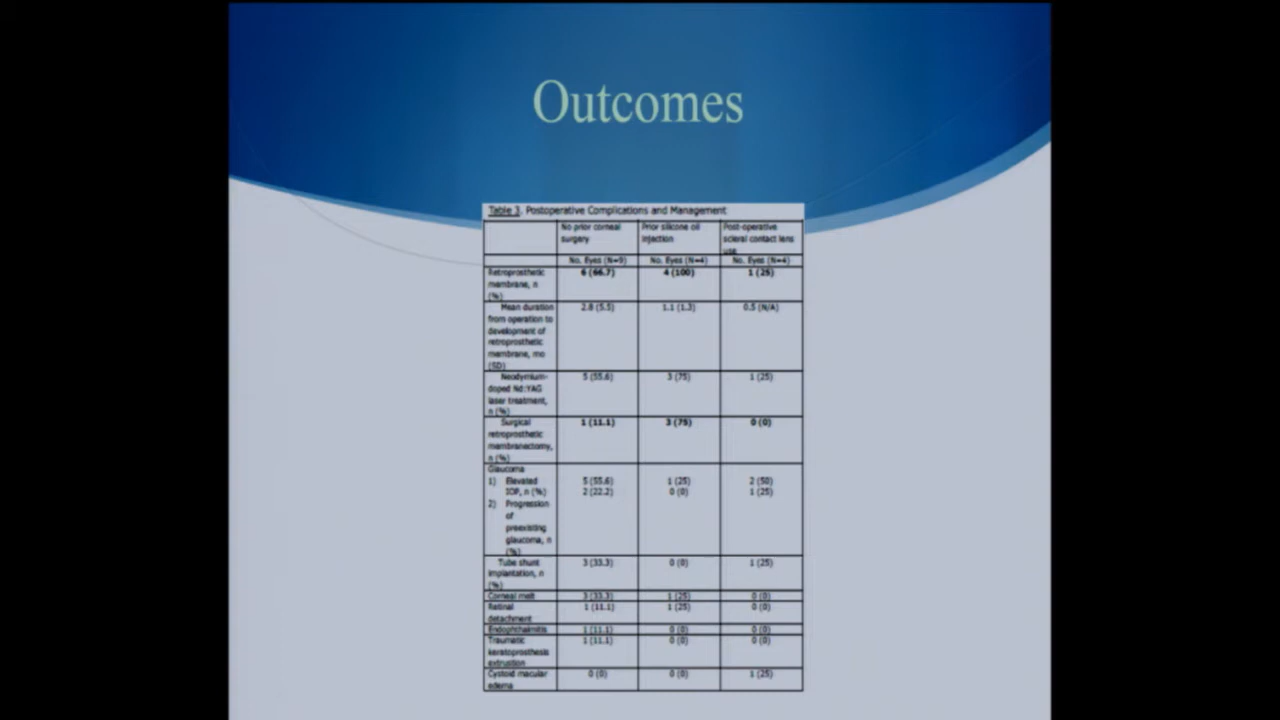 Outcomes
Table 3. Postoperative Complications and Management
No prior corneal surgery | Prior silicone oil injection | Post-operative scleral contact lens use
No. Eyes (N=9) | No. Eyes (N=4) | No. Eyes (N=4)
Retroprosthetic membrane, n (%) | 6 (66.7) | 4 (100) | 1 (25)
Mean duration from operation to development of retroprosthetic membrane, mo (SD) | 2.8 (5.5) | 1.1 (1.3) | 0.5 (N/A)
Neodymium-doped Nd:YAG laser treatment, n (%) | 5 (55.6) | 3 (75) | 1 (25)
Surgical retroprosthetic membranectomy, n (%) | 1 (11.1) | 3 (75) | 0 (0)
Glaucoma
1) Elevated IOP, n (%) | 5 (55.6) | 1 (25) | 2 (50)
2) Progression of preexisting glaucoma, n (%) | 2 (22.2) | 0 (0) | 1 (25)
Tube shunt implantation, n (%) | 3 (33.3) | 0 (0) | 1 (25)
Corneal melt | 3 (33.3) | 1 (25) | 0 (0)
Retinal detachment | 1 (11.1) | 1 (25) | 0 (0)
Endophthalmitis | 1 (11.1) | 0 (0) | 0 (0)
Traumatic keratoprosthesis extrustion | 1 (11.1) | 0 (0) | 0 (0)
Cystoid macular edema | 0 (0) | 0 (0) | 1 (25)